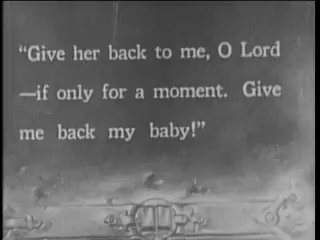 “Give her back to me, O Lord
—if only for a moment. Give
me back my baby!”